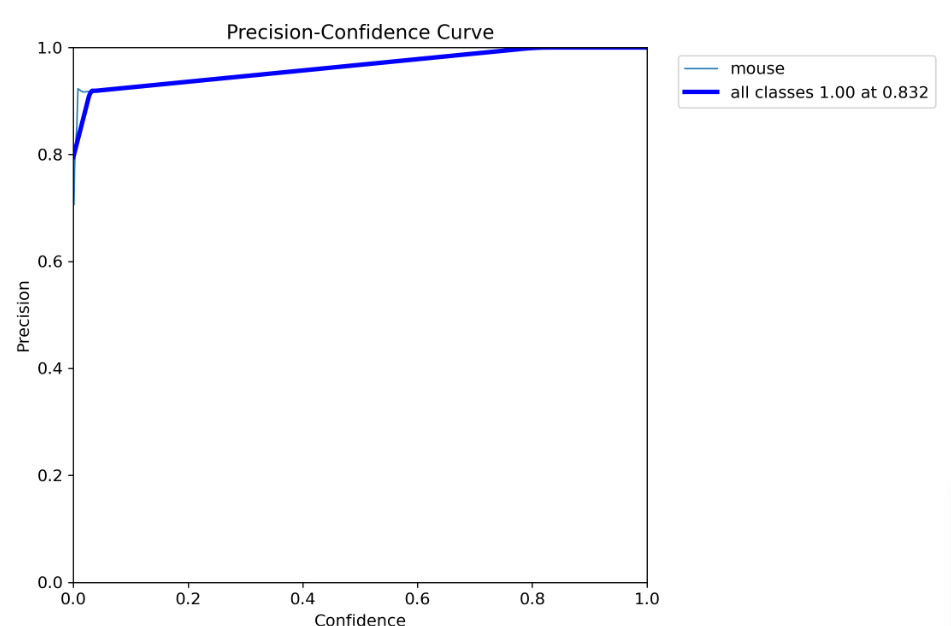 Precision-Confidence Curve
1.0
0.8
0.6
0.4
0.2
0.0
Precision
0.0 0.2 0.4 0.6 0.8 1.0
Confidence
mouse
all classes 1.00 at 0.832